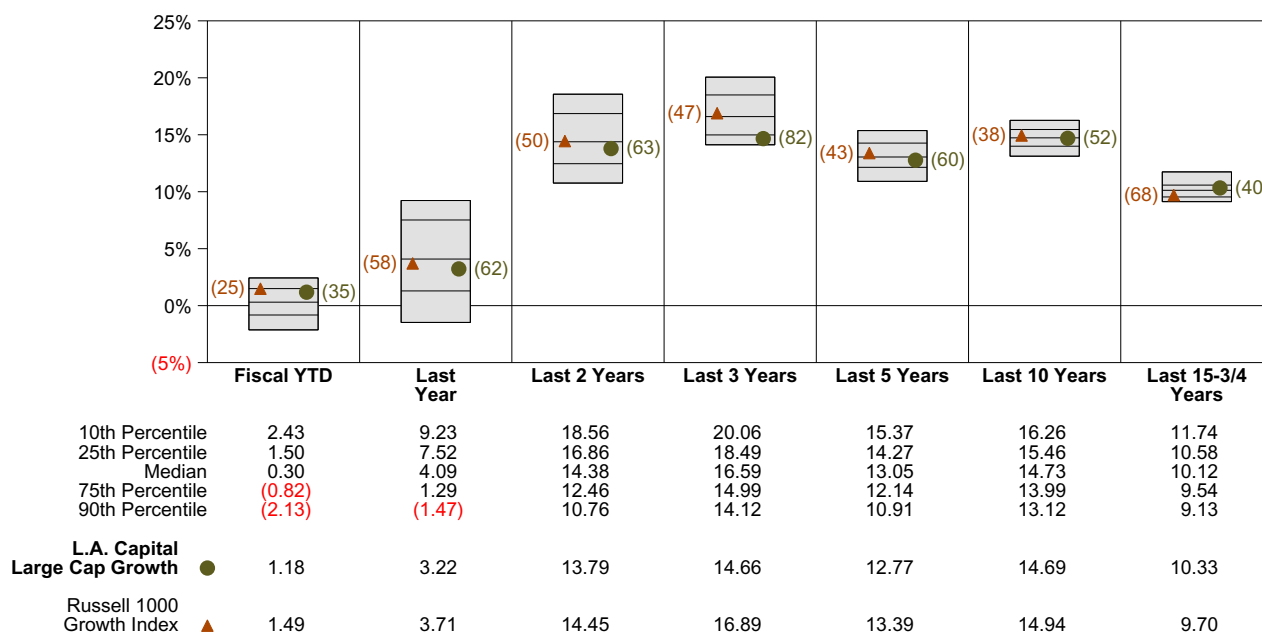 25%
20%
15%
10%
5%
0%
(5%)
(25)
(35)
(58)
(62)
(50)
(63)
(47)
(82)
(43)
(60)
(38)
(52)
(68)
(40
Fiscal YTD Last Year Last 2 Years Last 3 Years Last 5 Years Last 10 Years Last 15-3/4 Years
10th Percentile 2.43 9.23 18.56 20.06 15.37 16.26 11.74
25th Percentile 1.50 7.52 16.86 18.49 14.27 15.46 10.58
Median 0.30 4.09 14.38 16.59 13.05 14.73 10.12
75th Percentile (0.82) 1.29 12.46 14.99 12.14 13.99 9.54
90th Percentile (2.13) (1.47) 10.76 14.12 10.91 13.12 9.13
L.A. Capital
Large Cap Growth 1.18 3.22 13.79 14.66 12.77 14.69 10.33
Russell 1000
Growth Index 1.49 3.71 14.45 16.89 13.39 14.94 9.70